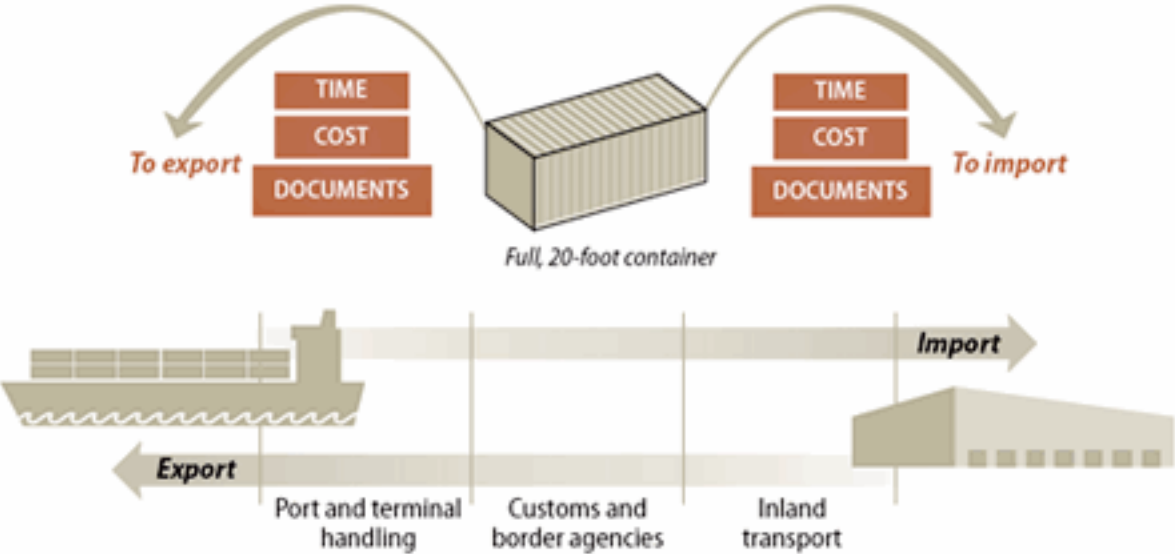 TIME
COST
DOCUMENTS
To export
TIME
COST
DOCUMENTS
To import
Full, 20-foot container
Import
Export
Port and terminal
handling
Customs and
border agencies
Inland
transport